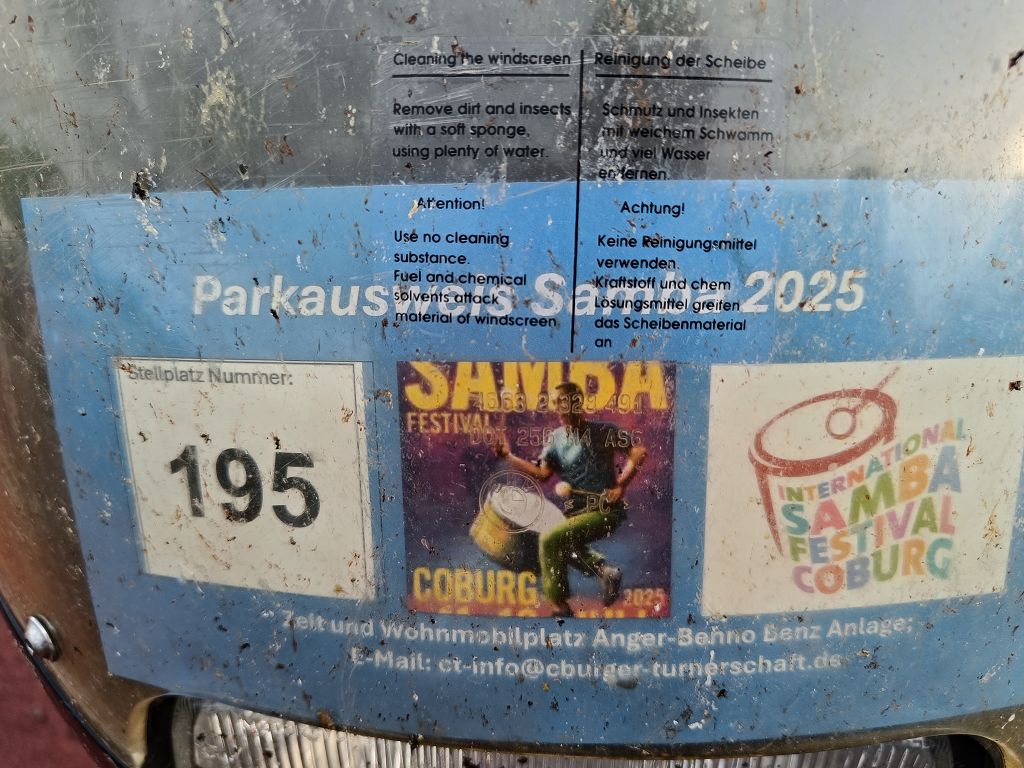 Cleaning the windscreen
Remove dirt and insects
with a soft sponge,
using plenty of water.
Attention!
Use no cleaning
substance.
Fuel and chemical
solvents attack
material of windscreen
Reinigung der Scheibe
Schmutz und Insekten
mit weichem Schwamm
und viel Wasser
entfernen.
Achtung!
Keine Reinigungsmittel
verwenden.
Kraftstoff und chem
Lösungsmittel greifen
das Scheibenmaterial
an
Parkausweis Samba 2025
Stellplatz Nummer:
195
SAMBA
FESTIVAL
COBURG
2025
INTERNATIONAL
SAMBA
FESTIVAL
COBURG
Zelt und Wohnmobilplatz Anger-Behno Benz Anlage;
E-Mail: ct-info@cburger-turnerschaft.de